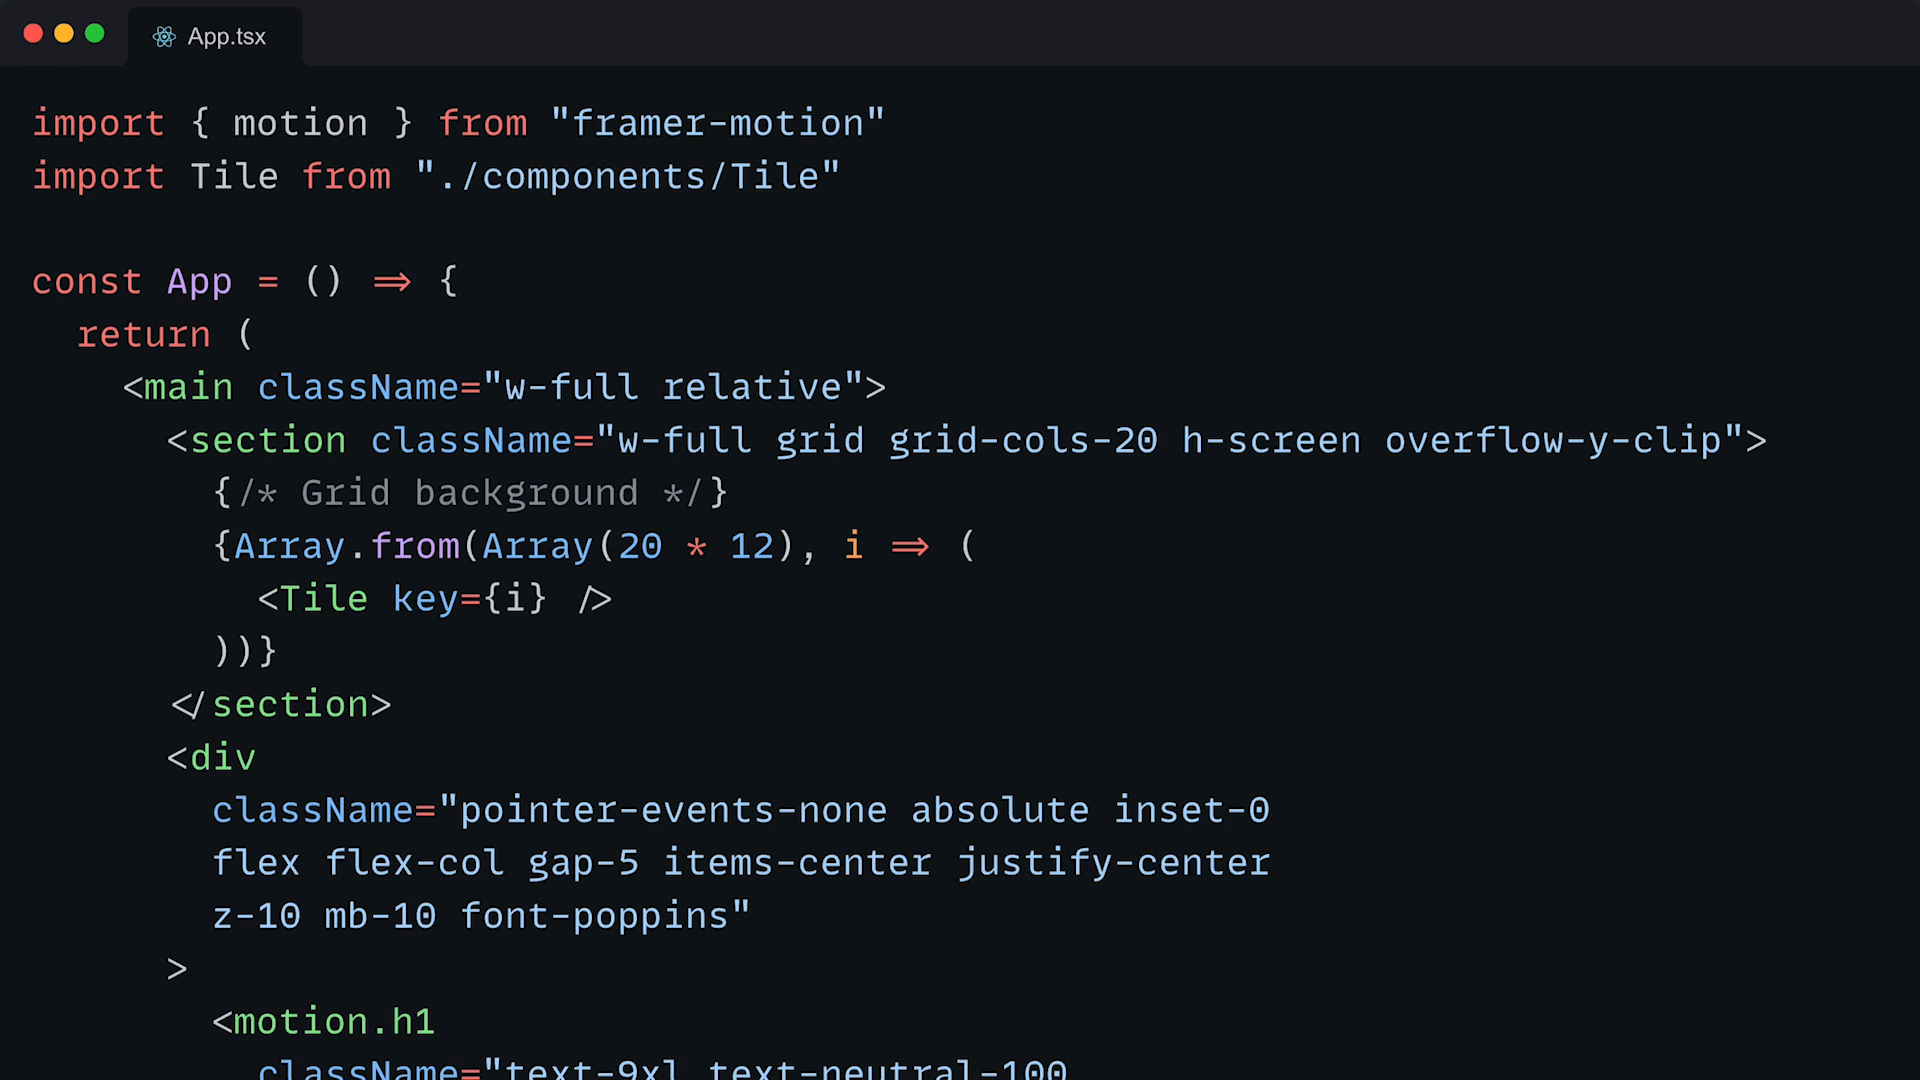 App.tsx
import { motion } from "framer-motion"
import Tile from "./components/Tile"
const App = () => {
return (
<main className="w-full relative">
<section className="w-full grid grid-cols-20 h-screen overflow-y-clip">
{/* Grid background */}
{Array.from(Array(20 * 12), i => (
<Tile key={i} />
))}
</section>
<div
className="pointer-events-none absolute inset-0
flex flex-col gap-5 items-center justify-center
z-10 mb-10 font-poppins"
>
<motion.h1
className="text-9xl text-neutral-100